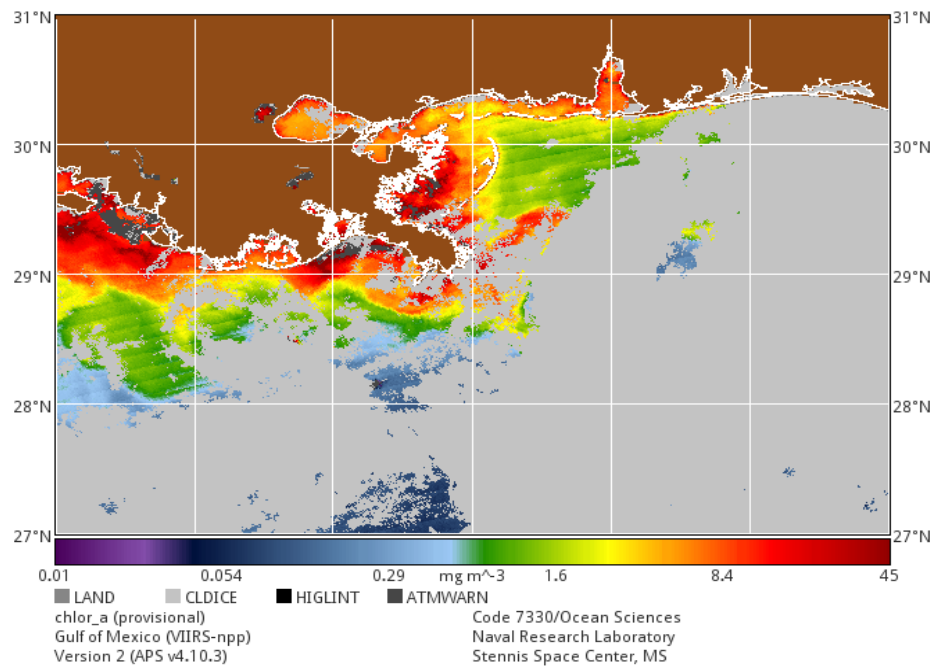 31°N 31°N
30°N 30°N
29°N 29°N
28°N 28°N
27°N 27°N
0.01 0.054 0.29 mg m^-3 1.6 8.4 45
LAND CLDICE HIGLINT ATMWARN
chlor_a (provisional) Code 7330/Ocean Sciences
Gulf of Mexico (VIIRS-npp) Naval Research Laboratory
Version 2 (APS v4.10.3) Stennis Space Center, MS